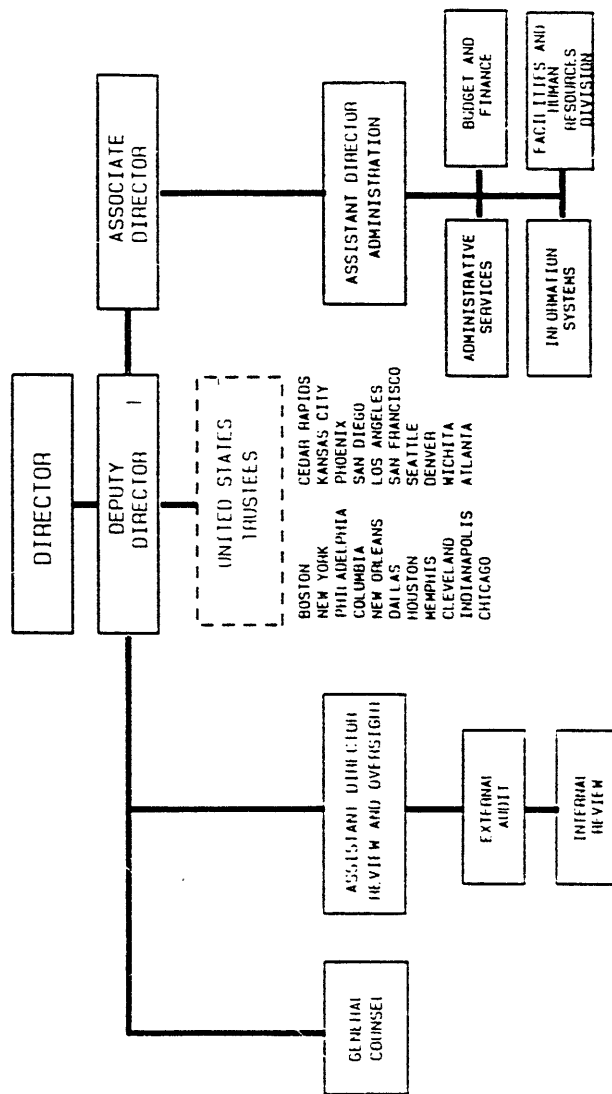 DIRECTOR
DEPUTY
DIRECTOR
ASSOCIATE
DIRECTOR
UNITED STATES
TRUSTEES
BOSTON
NEW YORK
PHILADELPHIA
COLUMBIA
NEW ORLEANS
DALLAS
HOUSTON
MEMPHIS
CLEVELAND
INDIANAPOLIS
CHICAGO
CEDAR RAPIDS
KANSAS CITY
PHOENIX
SAN DIEGO
LOS ANGELES
SAN FRANCISCO
SEATTLE
DENVER
WICHITA
ATLANTA
GENERAL
COUNSEL
ASSISTANT DIRECTOR
REVIEW AND OVERSIGHT
EXTERNAL
AUDIT
INTERNAL
REVIEW
ASSISTANT DIRECTOR
ADMINISTRATION
ADMINISTRATIVE
SERVICES
BUDGET AND
FINANCE
INFORMATION
SYSTEMS
FACILITIES AND
HUMAN
RESOURCES
DIVISION